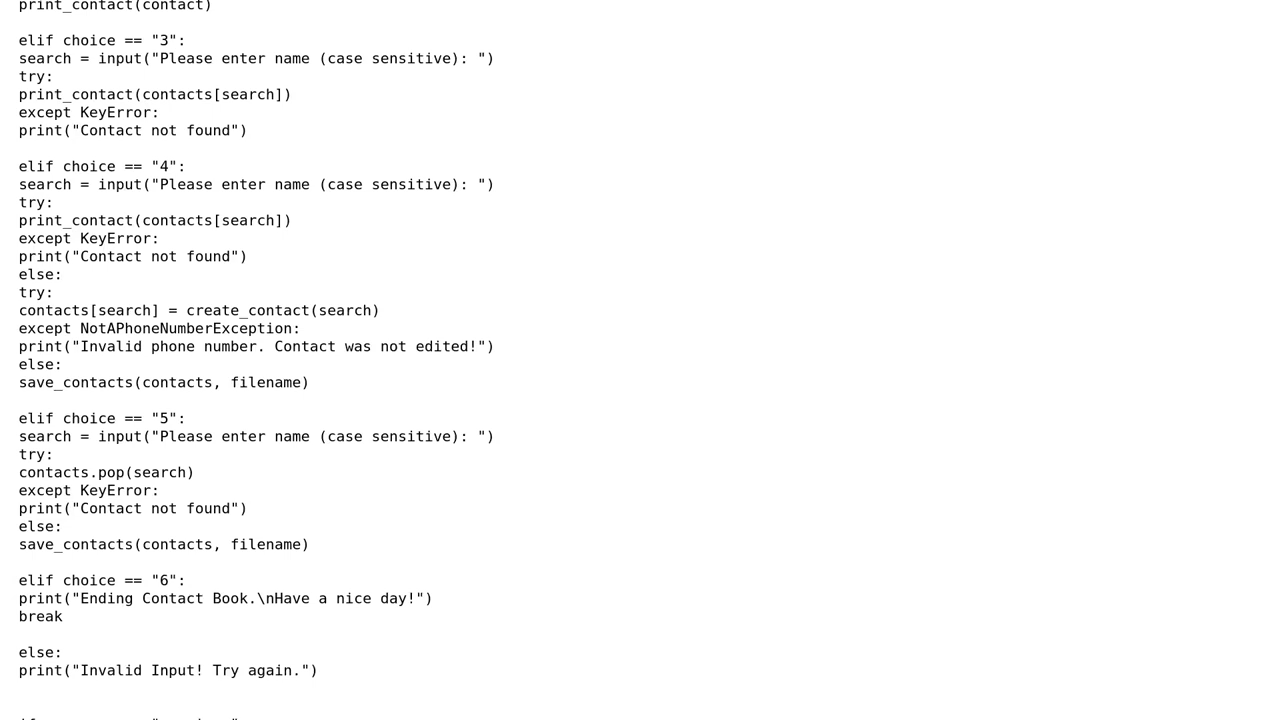 print_contact(contact)

elif choice == "3":
search = input("Please enter name (case sensitive): ")
try:
print_contact(contacts[search])
except KeyError:
print("Contact not found")

elif choice == "4":
search = input("Please enter name (case sensitive): ")
try:
print_contact(contacts[search])
except KeyError:
print("Contact not found")
else:
try:
contacts[search] = create_contact(search)
except NotAPhoneNumberException:
print("Invalid phone number. Contact was not edited!")
else:
save_contacts(contacts, filename)

elif choice == "5":
search = input("Please enter name (case sensitive): ")
try:
contacts.pop(search)
except KeyError:
print("Contact not found")
else:
save_contacts(contacts, filename)

elif choice == "6":
print("Ending Contact Book.\nHave a nice day!")
break

else:
print("Invalid Input! Try again.")